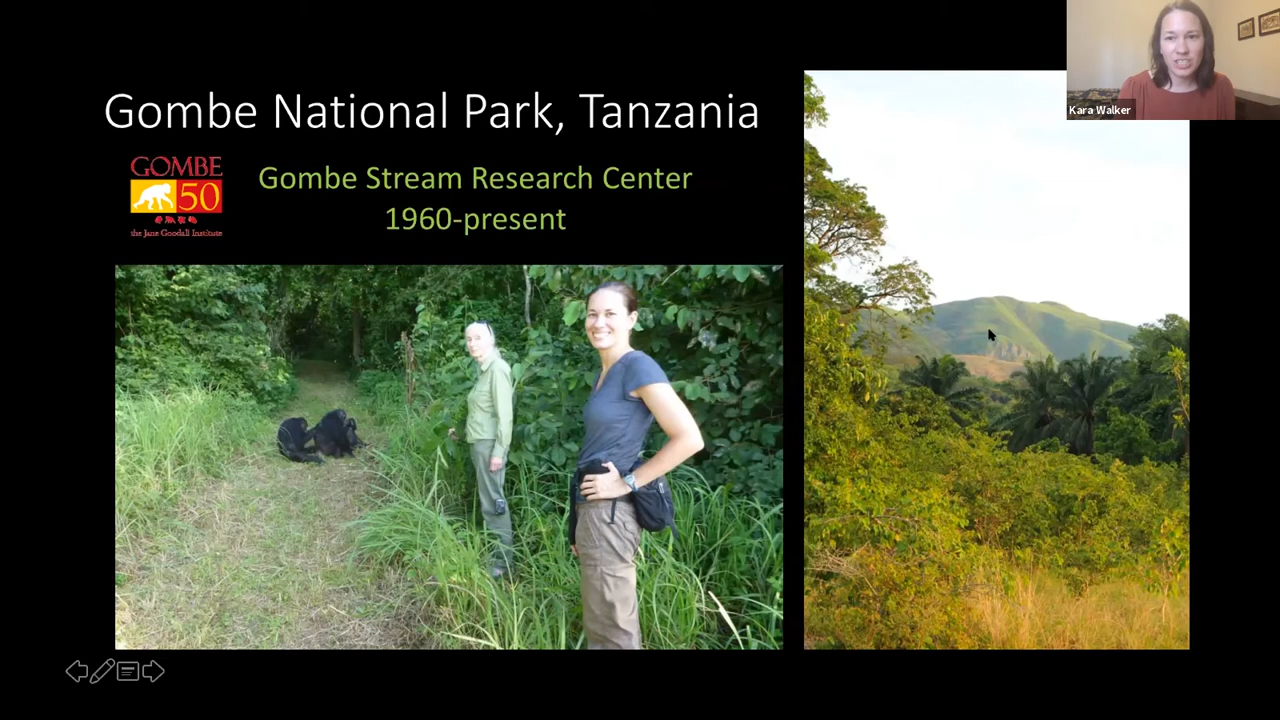 Gombe National Park, Tanzania
GOMBE
50
the Jane Goodall Institute
Gombe Stream Research Center
1960-present
Kara Walker